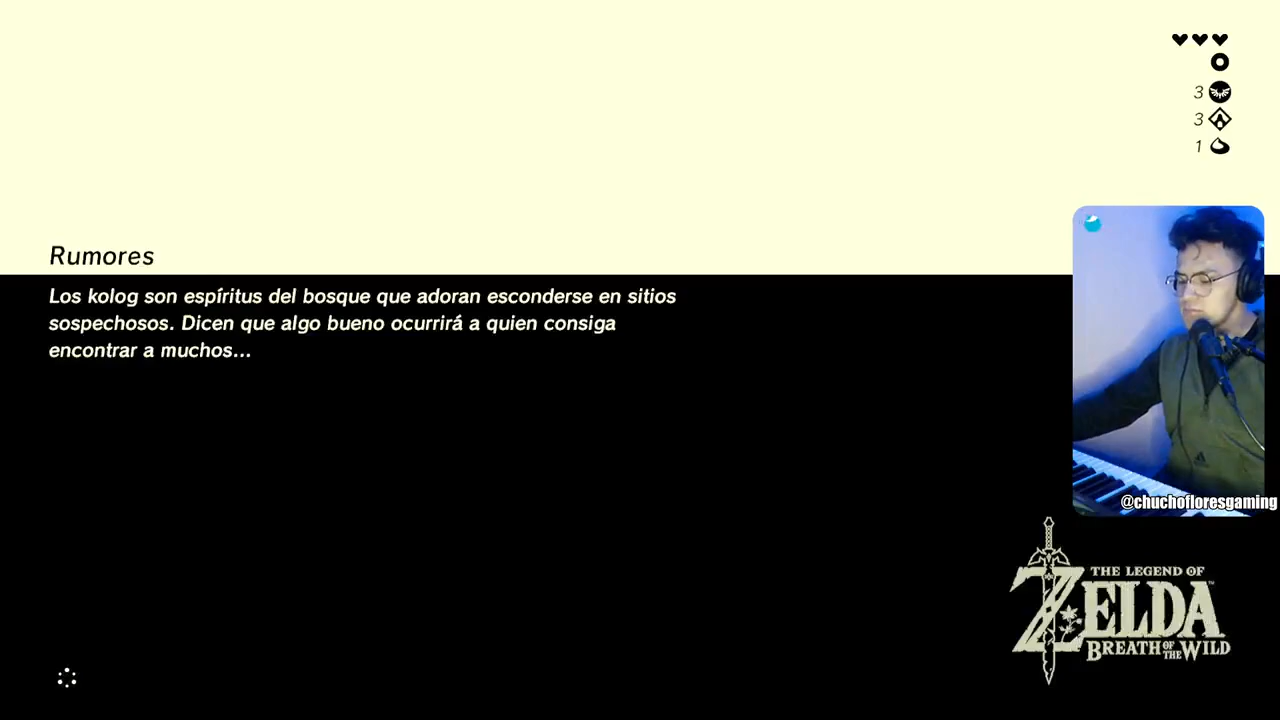 3
3
1
Rumores
Los kolog son espíritus del bosque que adoran esconderse en sitios
sospechosos. Dicen que algo bueno ocurrirá a quien consiga
encontrar a muchos...
@chuchofloresgaming
THE LEGEND OF
ZELDA
BREATH OF THE WILD